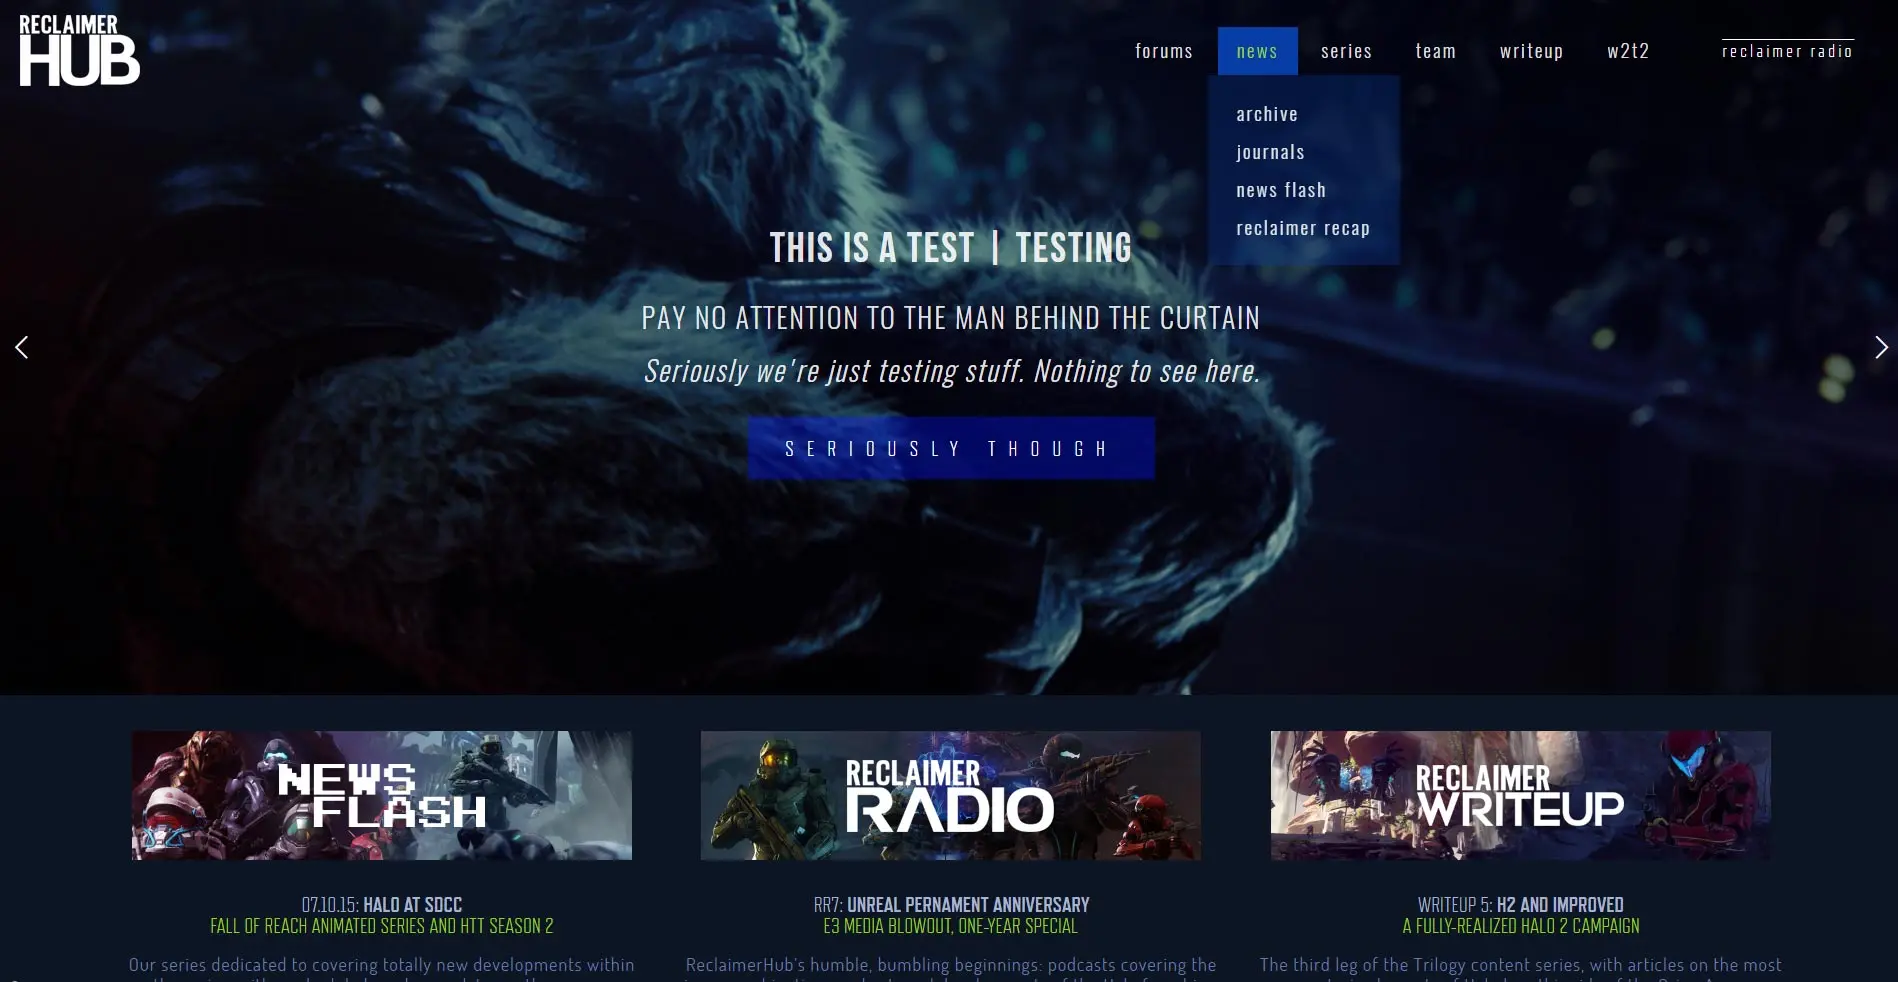 RECLAIMER
HUB
forums news series team writeup w2t2 reclaimer radio
archive
journals
news flash
reclaimer recap
THIS IS A TEST | TESTING
PAY NO ATTENTION TO THE MAN BEHIND THE CURTAIN
Seriously we're just testing stuff. Nothing to see here.
SERIOUSLY THOUGH
NEWS
FLASH
RECLAIMER
RADIO
RECLAIMER
WRITEUP
07.10.15: HALO AT SDCC
FALL OF REACH ANIMATED SERIES AND HTT SEASON 2
RR7: UNREAL PERNAMENT ANNIVERSARY
E3 MEDIA BLOWOUT, ONE-YEAR SPECIAL
WRITEUP 5: H2 AND IMPROVED
A FULLY-REALIZED HALO 2 CAMPAIGN
Our series dedicated to covering totally new developments within
ReclaimerHub's humble, bumbling beginnings: podcasts covering the
The third leg of the Trilogy content series, with articles on the most